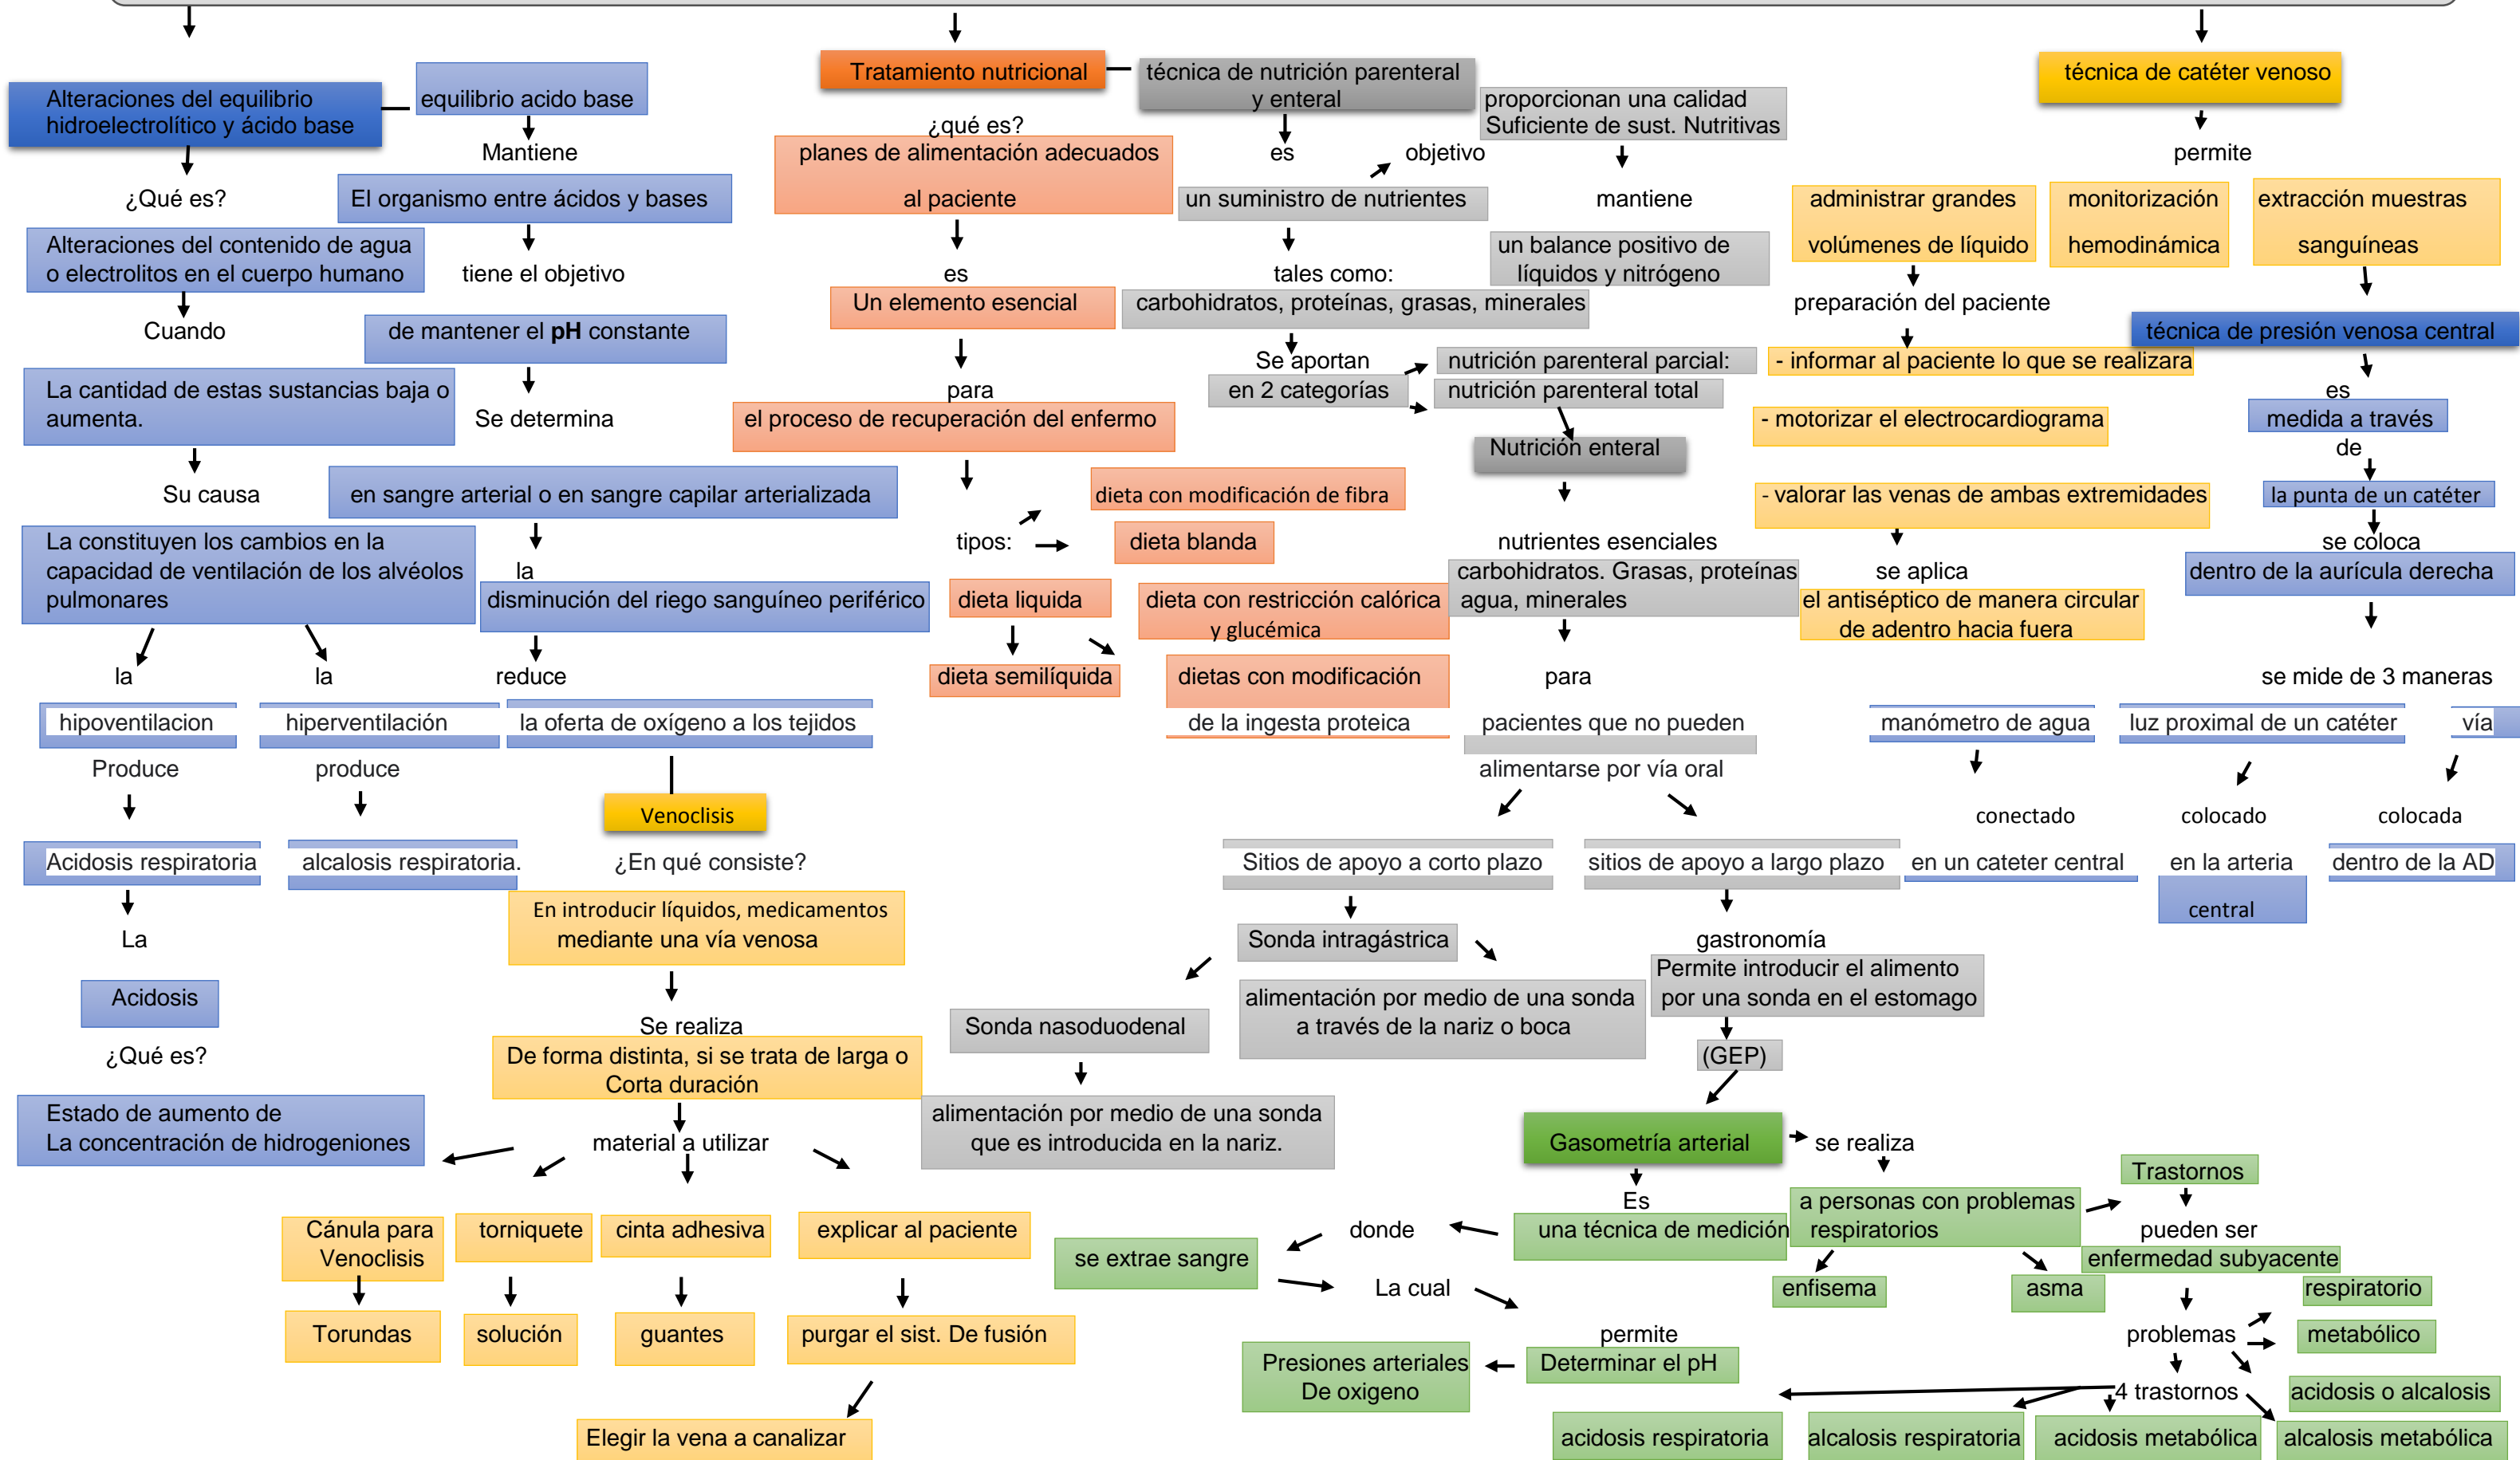 Alteraciones del equilibrio
hidroelectrolítico y ácido base
equilibrio acido base
Mantiene
¿Qué es?
El organismo entre ácidos y bases
Alteraciones del contenido de agua
o electrolitos en el cuerpo humano
tiene el objetivo
Cuando
de mantener el pH constante
La cantidad de estas sustancias baja o
aumenta.
Se determina
Su causa
en sangre arterial o en sangre capilar arterializada
La constituyen los cambios en la
capacidad de ventilación de los alvéolos
pulmonares
la
disminución del riego sanguíneo periférico
la
la
reduce
hipoventilacion
hiperventilación
la oferta de oxígeno a los tejidos
Produce
produce
Acidosis respiratoria
alcalosis respiratoria.
La
Acidosis
¿Qué es?
Estado de aumento de
La concentración de hidrogeniones
Venoclisis
¿En qué consiste?
En introducir líquidos, medicamentos
mediante una vía venosa
Se realiza
De forma distinta, si se trata de larga o
Corta duración
material a utilizar
Cánula para
Venoclisis
torniquete
cinta adhesiva
explicar al paciente
Torundas
solución
guantes
purgar el sist. De fusión
Elegir la vena a canalizar
Tratamiento nutricional
¿qué es?
planes de alimentación adecuados
al paciente
es
Un elemento esencial
para
el proceso de recuperación del enfermo
tipos:
dieta con modificación de fibra
dieta blanda
dieta liquida
dieta con restricción calórica
y glucémica
dieta semilíquida
dietas con modificación
de la ingesta proteica
técnica de nutrición parenteral
y enteral
es
objetivo
proporcionan una calidad
Suficiente de sust. Nutritivas
un suministro de nutrientes
mantiene
un balance positivo de
líquidos y nitrógeno
tales como:
carbohidratos, proteínas, grasas, minerales
Se aportan
en 2 categorías
nutrición parenteral parcial:
nutrición parenteral total
Nutrición enteral
nutrientes esenciales
carbohidratos. Grasas, proteínas
agua, minerales
para
pacientes que no pueden
alimentarse por vía oral
Sitios de apoyo a corto plazo
sitios de apoyo a largo plazo
Sonda intragástrica
gastronomía
Permite introducir el alimento
por una sonda en el estomago
Sonda nasoduodenal
alimentación por medio de una sonda
a través de la nariz o boca
(GEP)
alimentación por medio de una sonda
que es introducida en la nariz.
Gasometría arterial
se realiza
Es
una técnica de medición
donde
se extrae sangre
La cual
permite
Determinar el pH
Presiones arteriales
De oxigeno
a personas con problemas
respiratorios
enfisema
asma
Trastornos
pueden ser
enfermedad subyacente
problemas
respiratorio
metabólico
acidosis o alcalosis
4 trastornos
acidosis respiratoria
alcalosis respiratoria
acidosis metabólica
alcalosis metabólica
técnica de catéter venoso
permite
administrar grandes
volúmenes de líquido
monitorización
hemodinámica
extracción muestras
sanguíneas
preparación del paciente
- informar al paciente lo que se realizara
- motorizar el electrocardiograma
- valorar las venas de ambas extremidades
se aplica
el antiséptico de manera circular
de adentro hacia fuera
técnica de presión venosa central
es
medida a través
de
la punta de un catéter
se coloca
dentro de la aurícula derecha
se mide de 3 maneras
manómetro de agua
luz proximal de un catéter
vía
conectado
colocado
colocada
en un cateter central
en la arteria
central
dentro de la AD